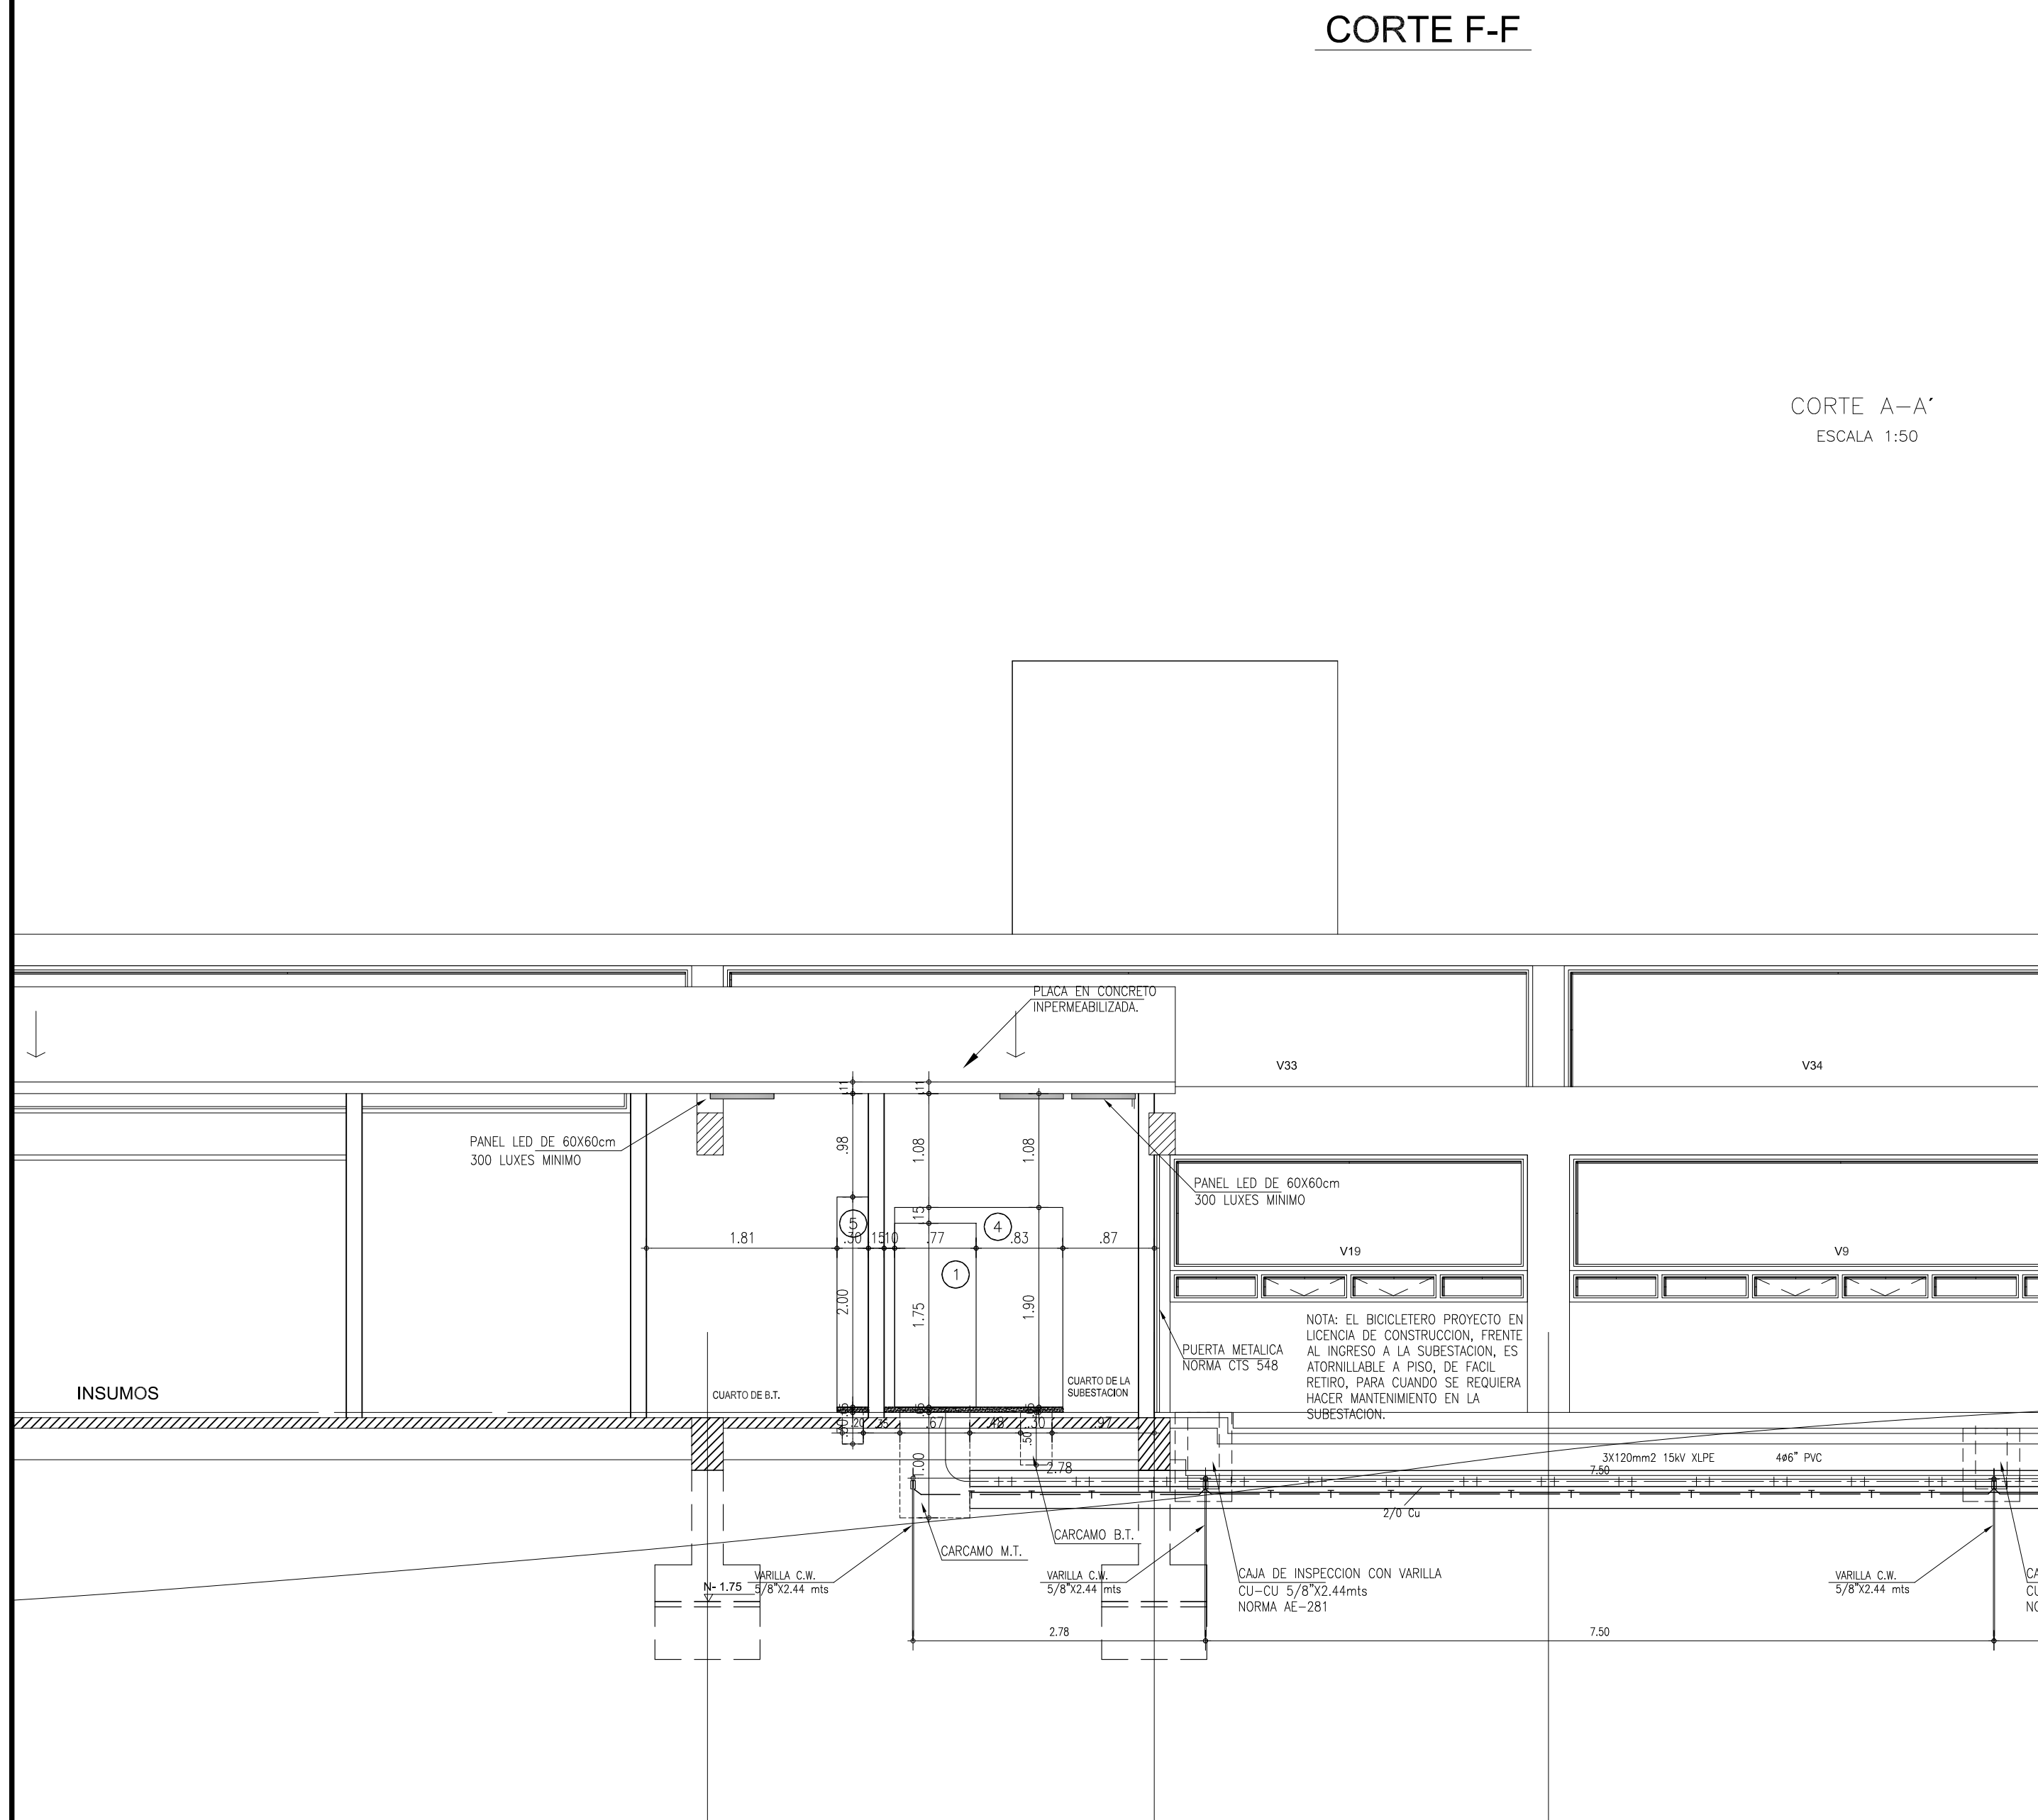 CORTE F-F
CORTE A-A´
ESCALA 1:50
PLACA EN CONCRETO
INPERMEABILIZADA.
V33
V34
.11
.11
PANEL LED DE 60X60cm
300 LUXES MINIMO
.98
1.08
1.08
PANEL LED DE 60X60cm
300 LUXES MINIMO
.15
5
4
1.81
.30
.15
.10
.77
.83
.87
V19
V9
1
2.00
1.75
1.90
NOTA: EL BICICLETERO PROYECTO EN
LICENCIA DE CONSTRUCCION, FRENTE
AL INGRESO A LA SUBESTACION, ES
ATORNILLABLE A PISO, DE FACIL
RETIRO, PARA CUANDO SE REQUIERA
HACER MANTENIMIENTO EN LA
SUBESTACION.
PUERTA METALICA
NORMA CTS 548
INSUMOS
CUARTO DE B.T.
CUARTO DE LA
SUBESTACION
.20
.35
.67
.48
.30
.97
.50
1.00
2.78
3X120mm2 15kV XLPE
4ø6" PVC
7.50
2/0 Cu
CARCAMO B.T.
CARCAMO M.T.
N- 1.75
VARILLA C.W.
5/8"X2.44 mts
VARILLA C.W.
5/8"X2.44 mts
CAJA DE INSPECCION CON VARILLA
CU-CU 5/8"X2.44mts
NORMA AE-281
VARILLA C.W.
5/8"X2.44 mts
CA
CU
NO
2.78
7.50